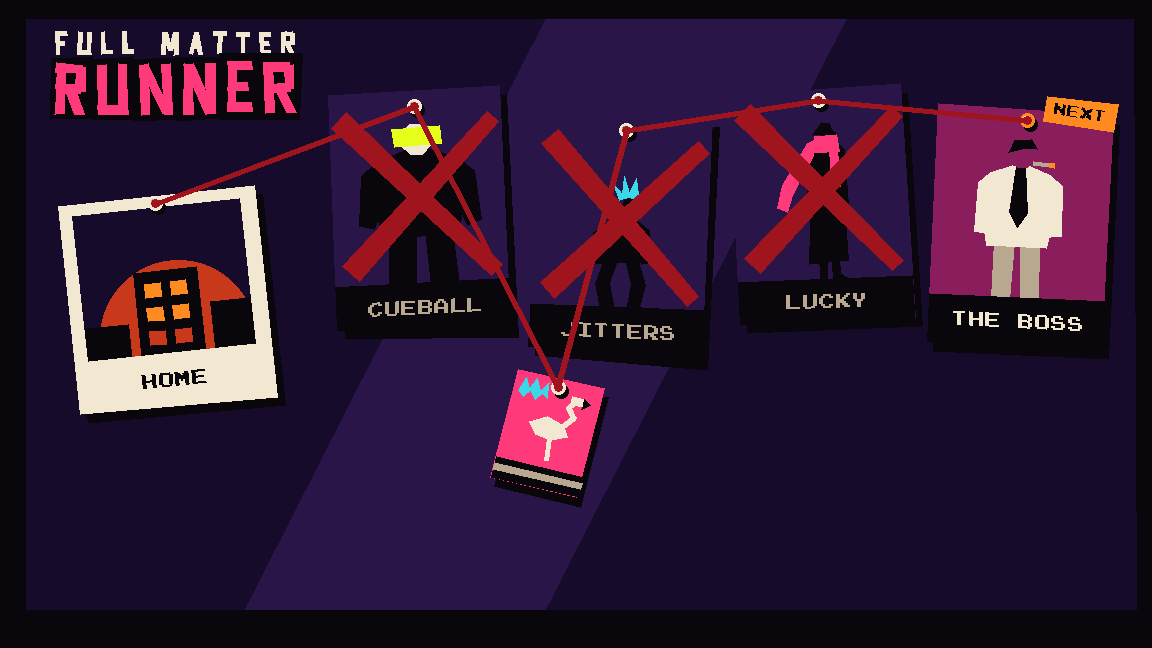 FULL MATTER
RUNNER
HOME
CUEBALL
JITTERS
LUCKY
NEXT
THE BOSS